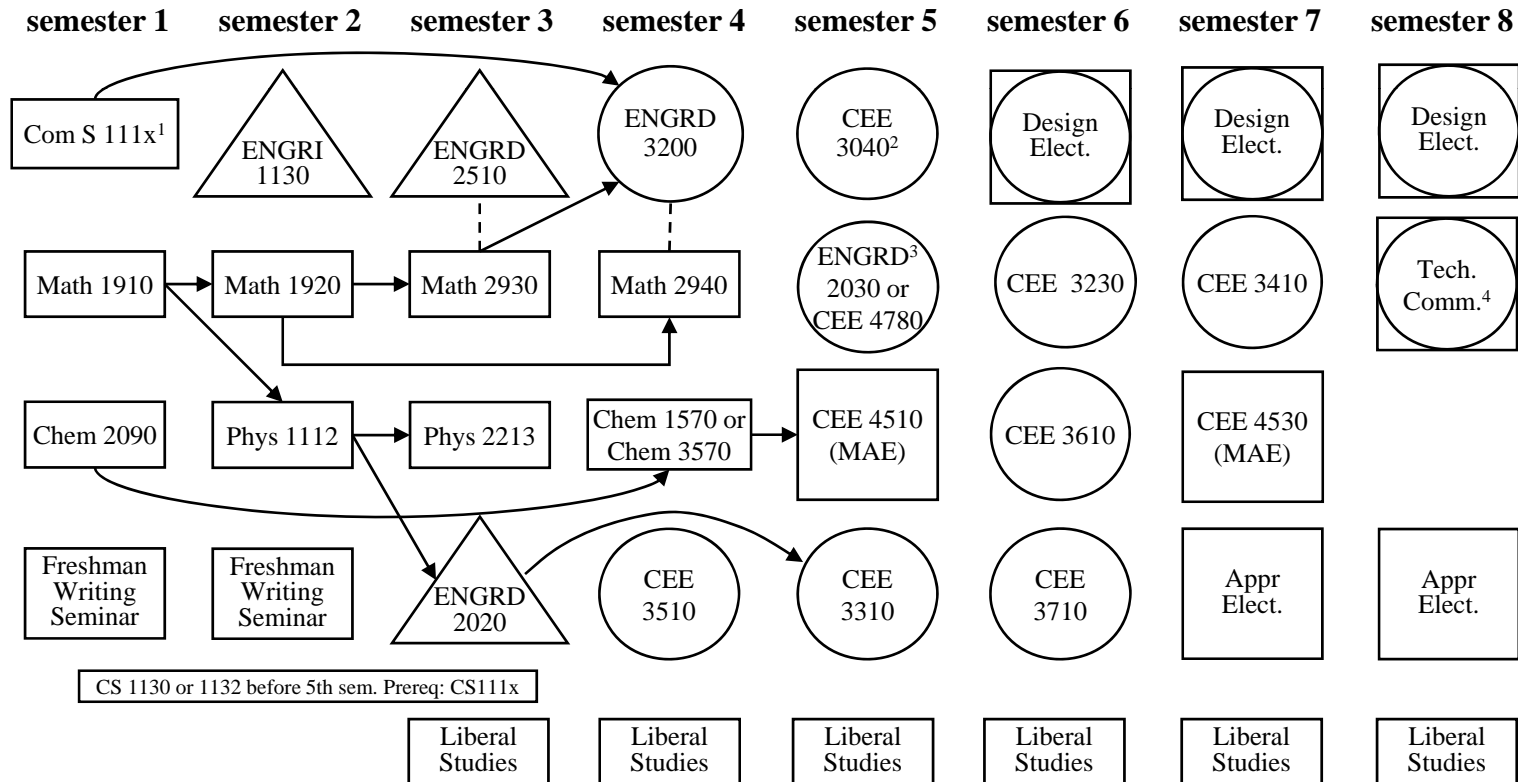 semester 1 semester 2 semester 3 semester 4 semester 5 semester 6 semester 7 semester 8
Com S 111x¹
ENGRI
1130
ENGRD
2510
ENGRD
3200
CEE
3040²
Design
Elect.
Design
Elect.
Design
Elect.
Math 1910
Math 1920
Math 2930
Math 2940
ENGRD³
2030 or
CEE 4780
CEE 3230
CEE 3410
Tech.
Comm.⁴
Chem 2090
Phys 1112
Phys 2213
Chem 1570 or
Chem 3570
CEE 4510
(MAE)
CEE 3610
CEE 4530
(MAE)
Freshman
Writing
Seminar
Freshman
Writing
Seminar
ENGRD
2020
CEE
3510
CEE
3310
CEE
3710
Appr
Elect.
Appr
Elect.
CS 1130 or 1132 before 5th sem. Prereq: CS111x
Liberal
Studies
Liberal
Studies
Liberal
Studies
Liberal
Studies
Liberal
Studies
Liberal
Studies